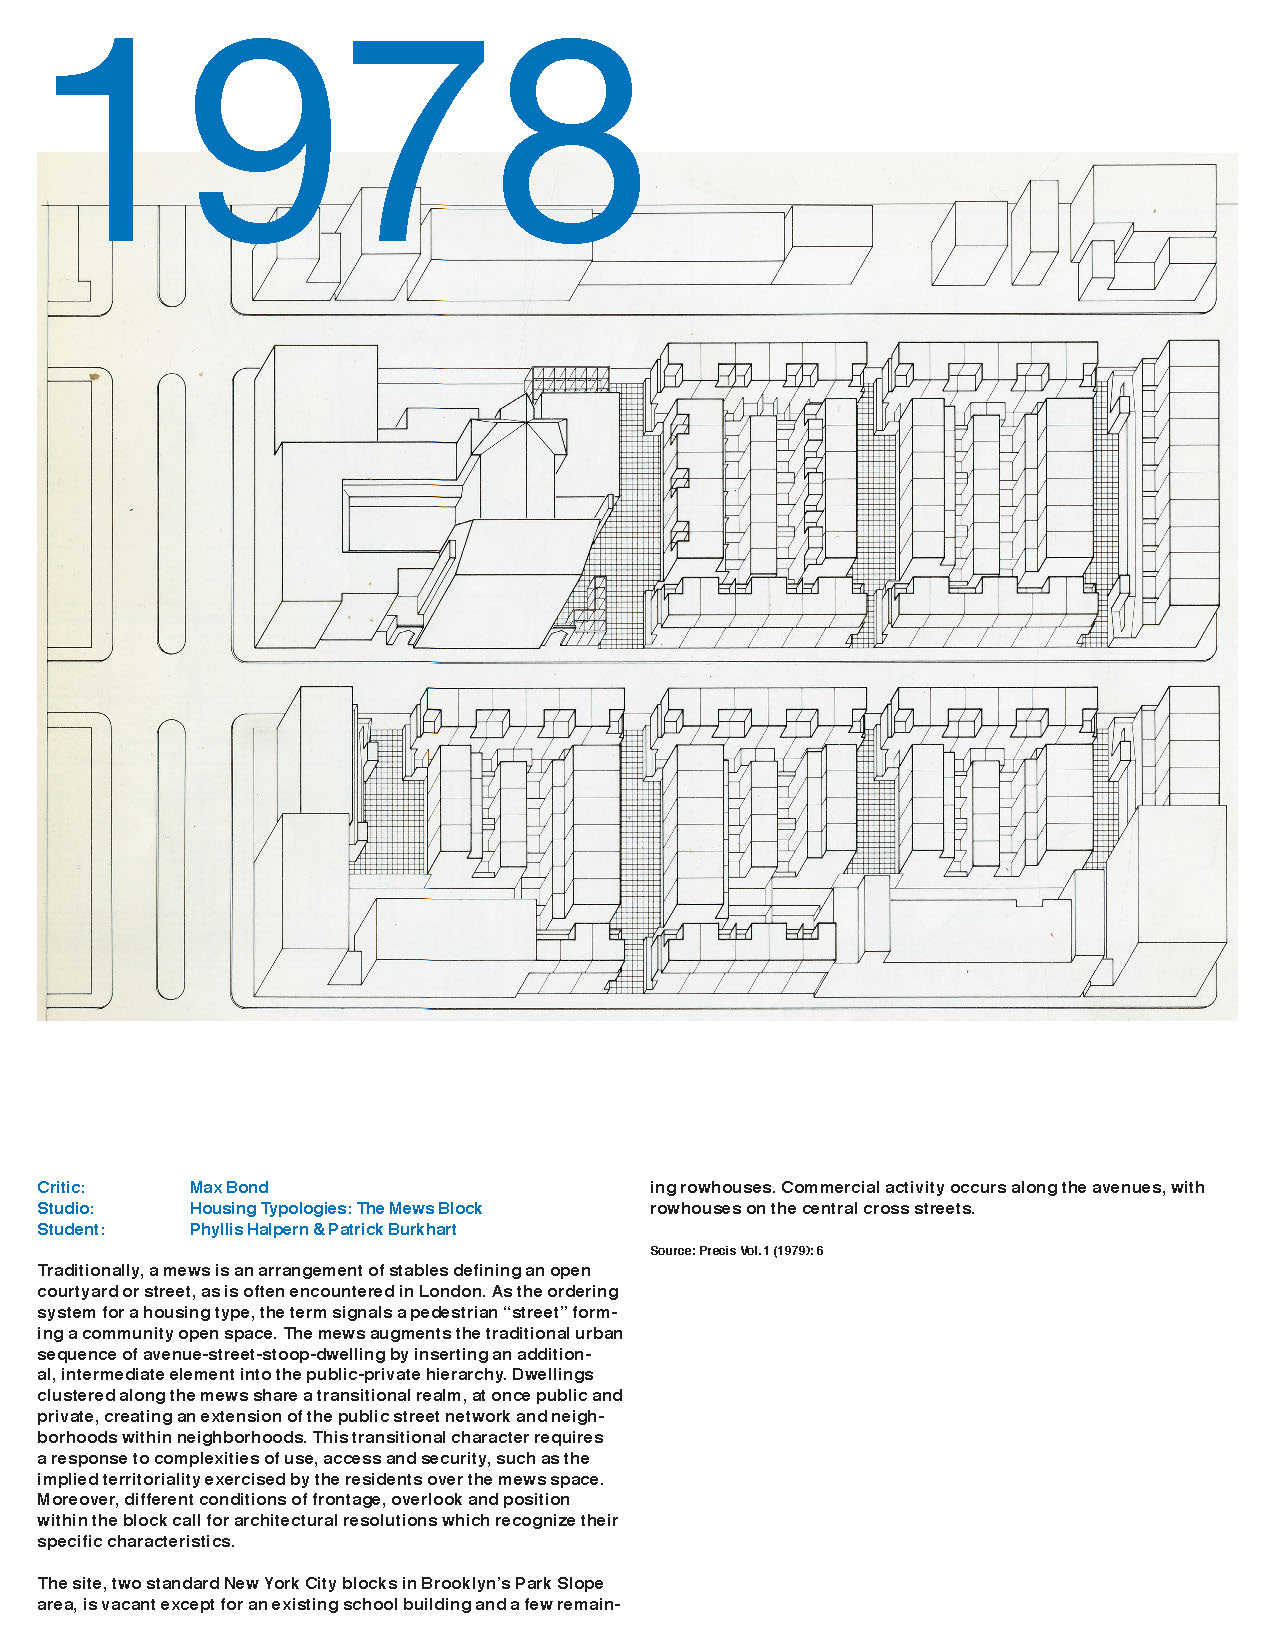 1978
Critic: Max Bond
Studio: Housing Typologies: The Mews Block
Student: Phyllis Halpern & Patrick Burkhart
Traditionally, a mews is an arrangement of stables defining an open
courtyard or street, as is often encountered in London. As the ordering
system for a housing type, the term signals a pedestrian “street” form-
ing a community open space. The mews augments the traditional urban
sequence of avenue-street-stoop-dwelling by inserting an addition-
al, intermediate element into the public-private hierarchy. Dwellings
clustered along the mews share a transitional realm, at once public and
private, creating an extension of the public street network and neigh-
borhoods within neighborhoods. This transitional character requires
a response to complexities of use, access and security, such as the
implied territoriality exercised by the residents over the mews space.
Moreover, different conditions of frontage, overlook and position
within the block call for architectural resolutions which recognize their
specific characteristics.
The site, two standard New York City blocks in Brooklyn’s Park Slope
area, is vacant except for an existing school building and a few remain-
ing rowhouses. Commercial activity occurs along the avenues, with
rowhouses on the central cross streets.
Source: Precis Vol. 1 (1979): 6